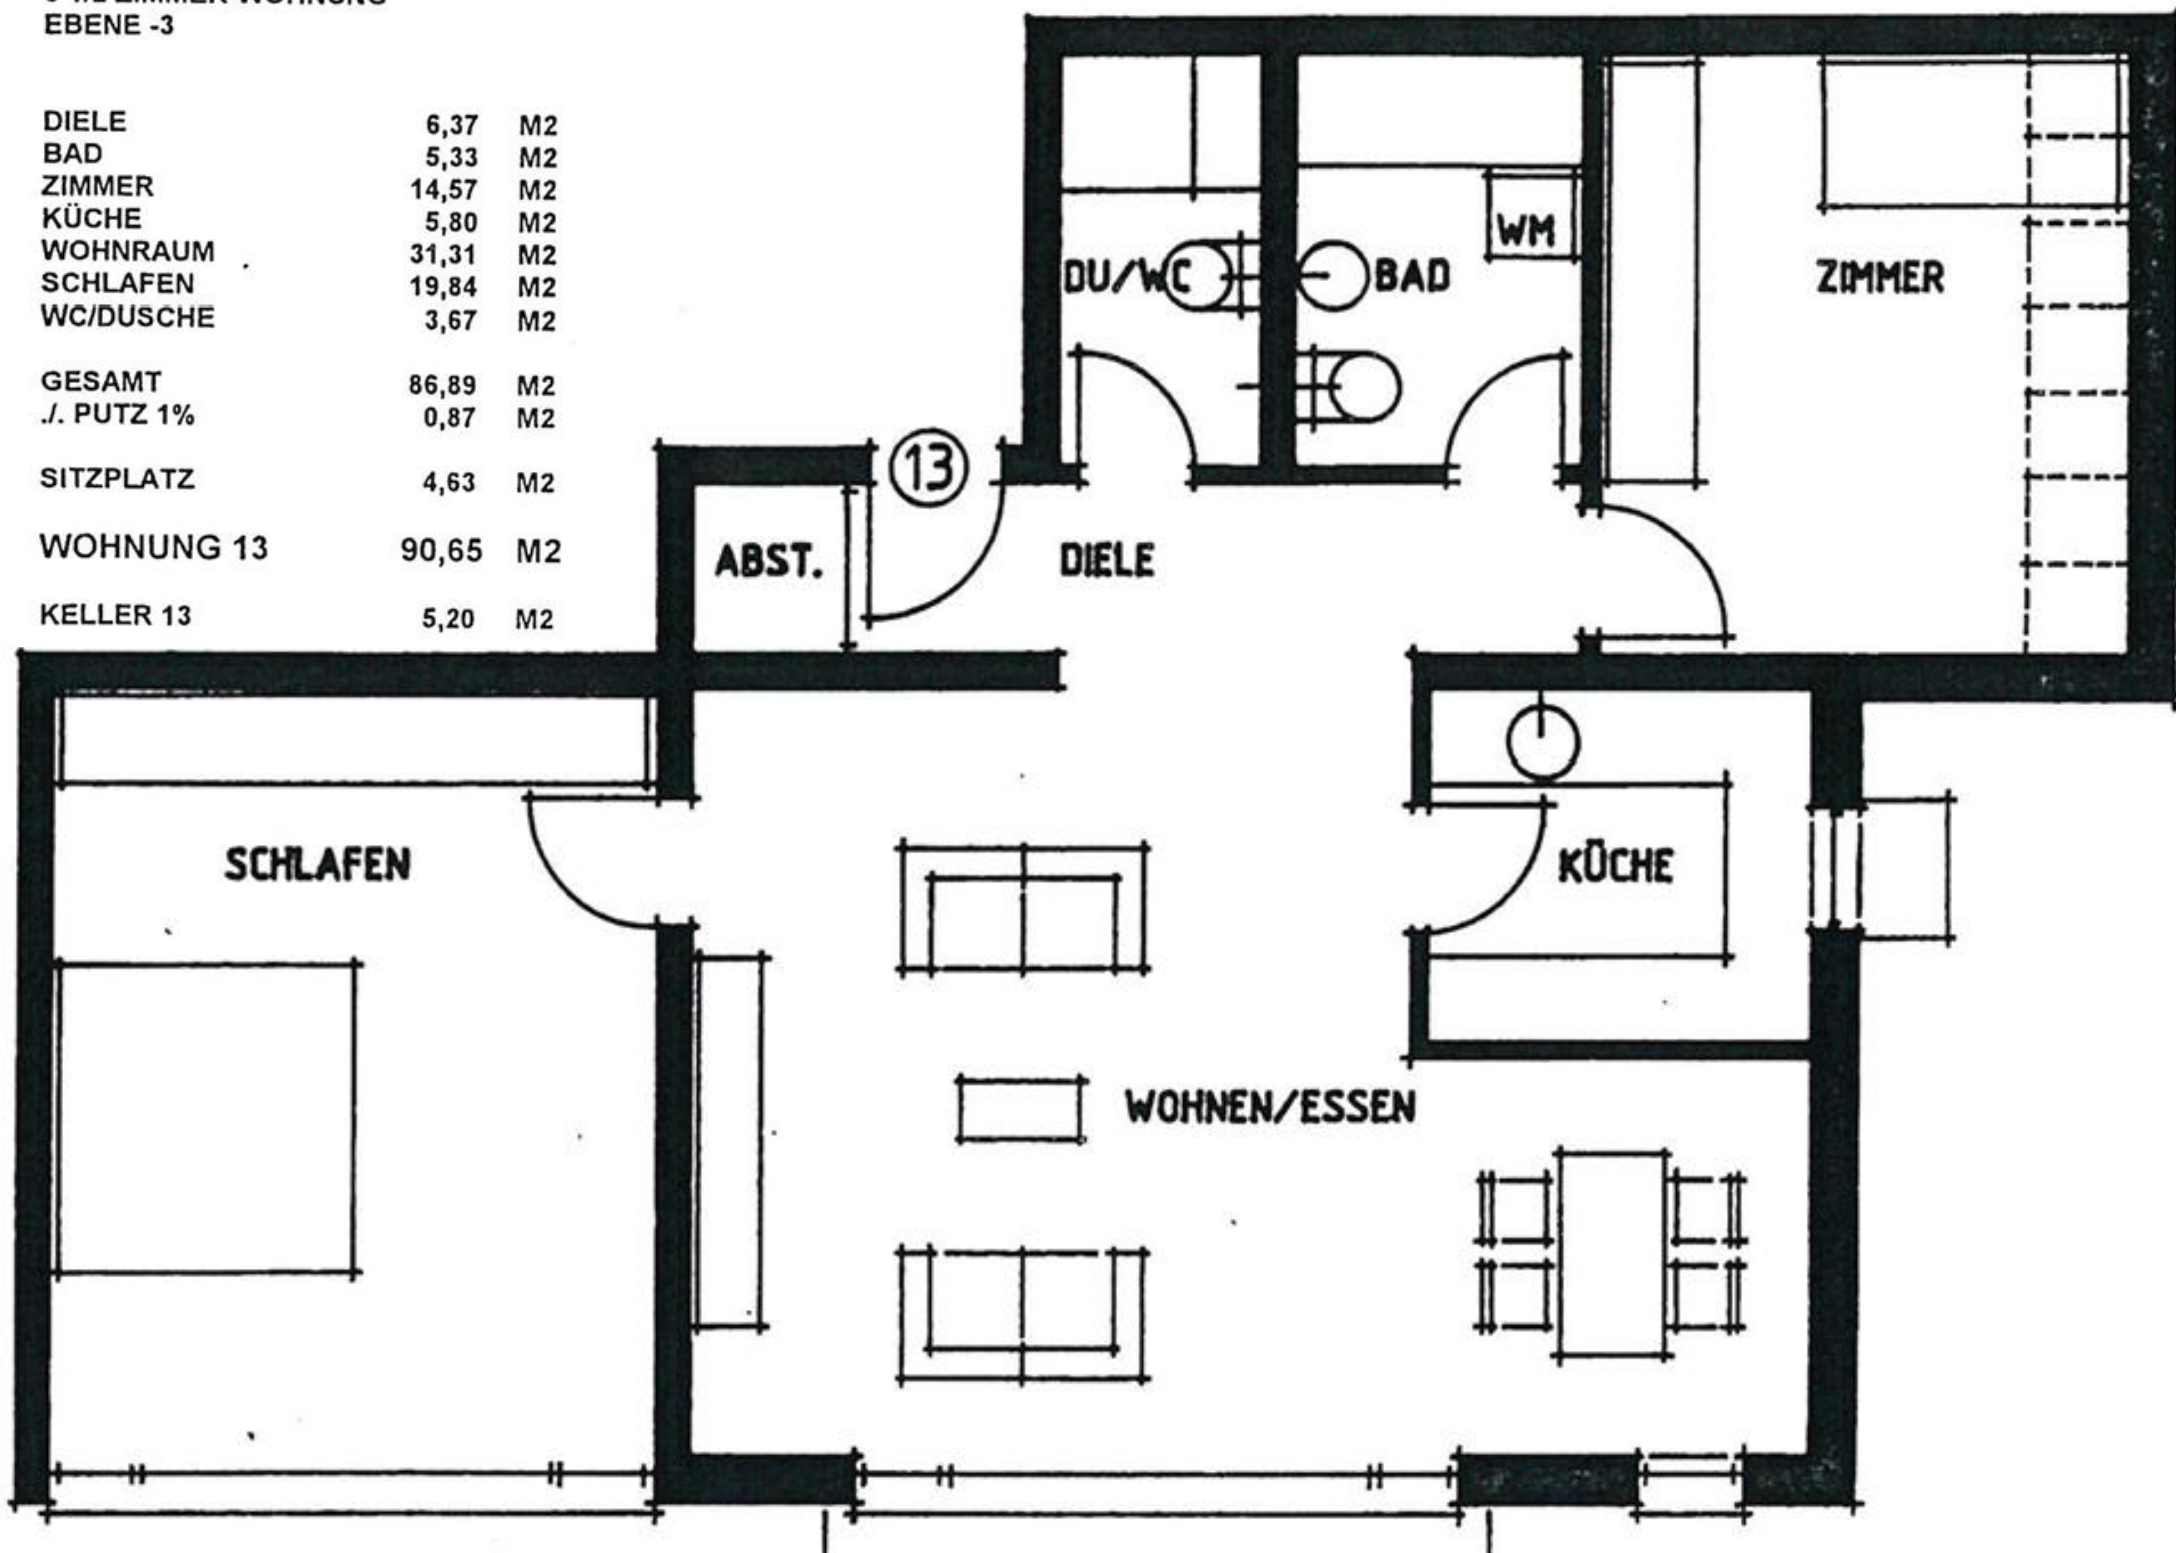 ZIMMER WOHNUNG
EBENE -3
DIELE 6,37 M2
BAD 5,33 M2
ZIMMER 14,57 M2
KÜCHE 5,80 M2
WOHNRAUM 31,31 M2
SCHLAFEN 19,84 M2
WC/DUSCHE 3,67 M2
GESAMT 86,89 M2
./. PUTZ 1% 0,87 M2
SITZPLATZ 4,63 M2
WOHNUNG 13 90,65 M2
KELLER 13 5,20 M2
DU/WC
BAD
WM
ZIMMER
13
ABST.
DIELE
SCHLAFEN
KÜCHE
WOHNEN/ESSEN